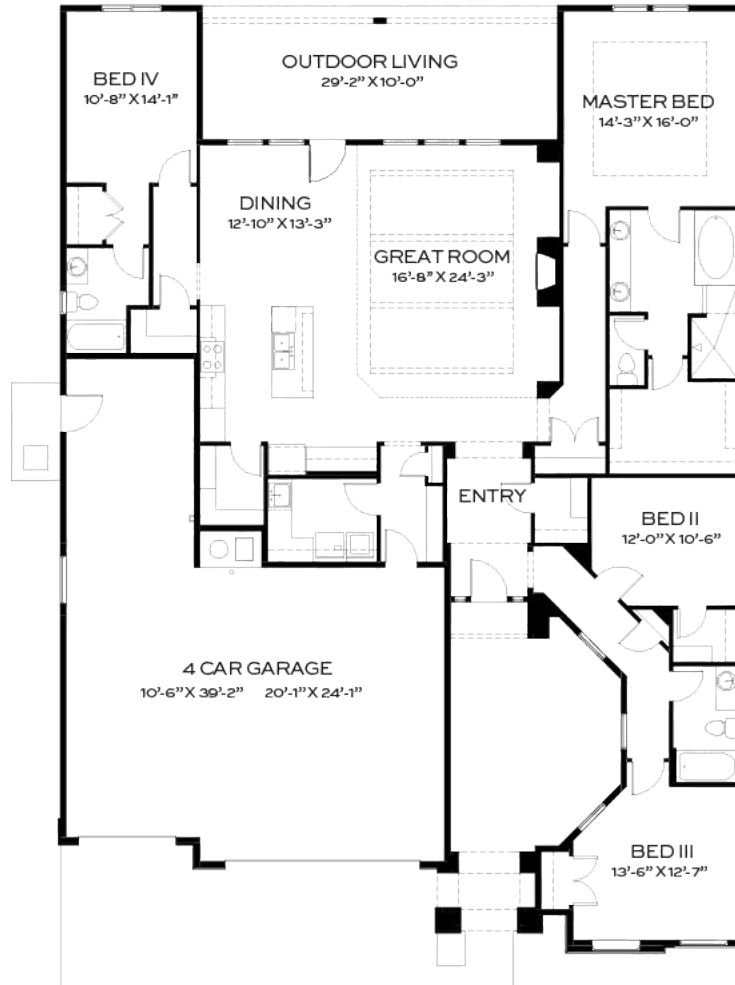 OUTDOOR LIVING
29'-2" X 10'-0"
BED IV
10'-8" X 14'-1"
MASTER BED
14'-3" X 16'-0"
DINING
12'-10" X 13'-3"
GREAT ROOM
16'-8" X 24'-3"
ENTRY
BED II
12'-0" X 10'-6"
4 CAR GARAGE
10'-6" X 39'-2" 20'-1" X 24'-1"
BED III
13'-6" X 12'-7"